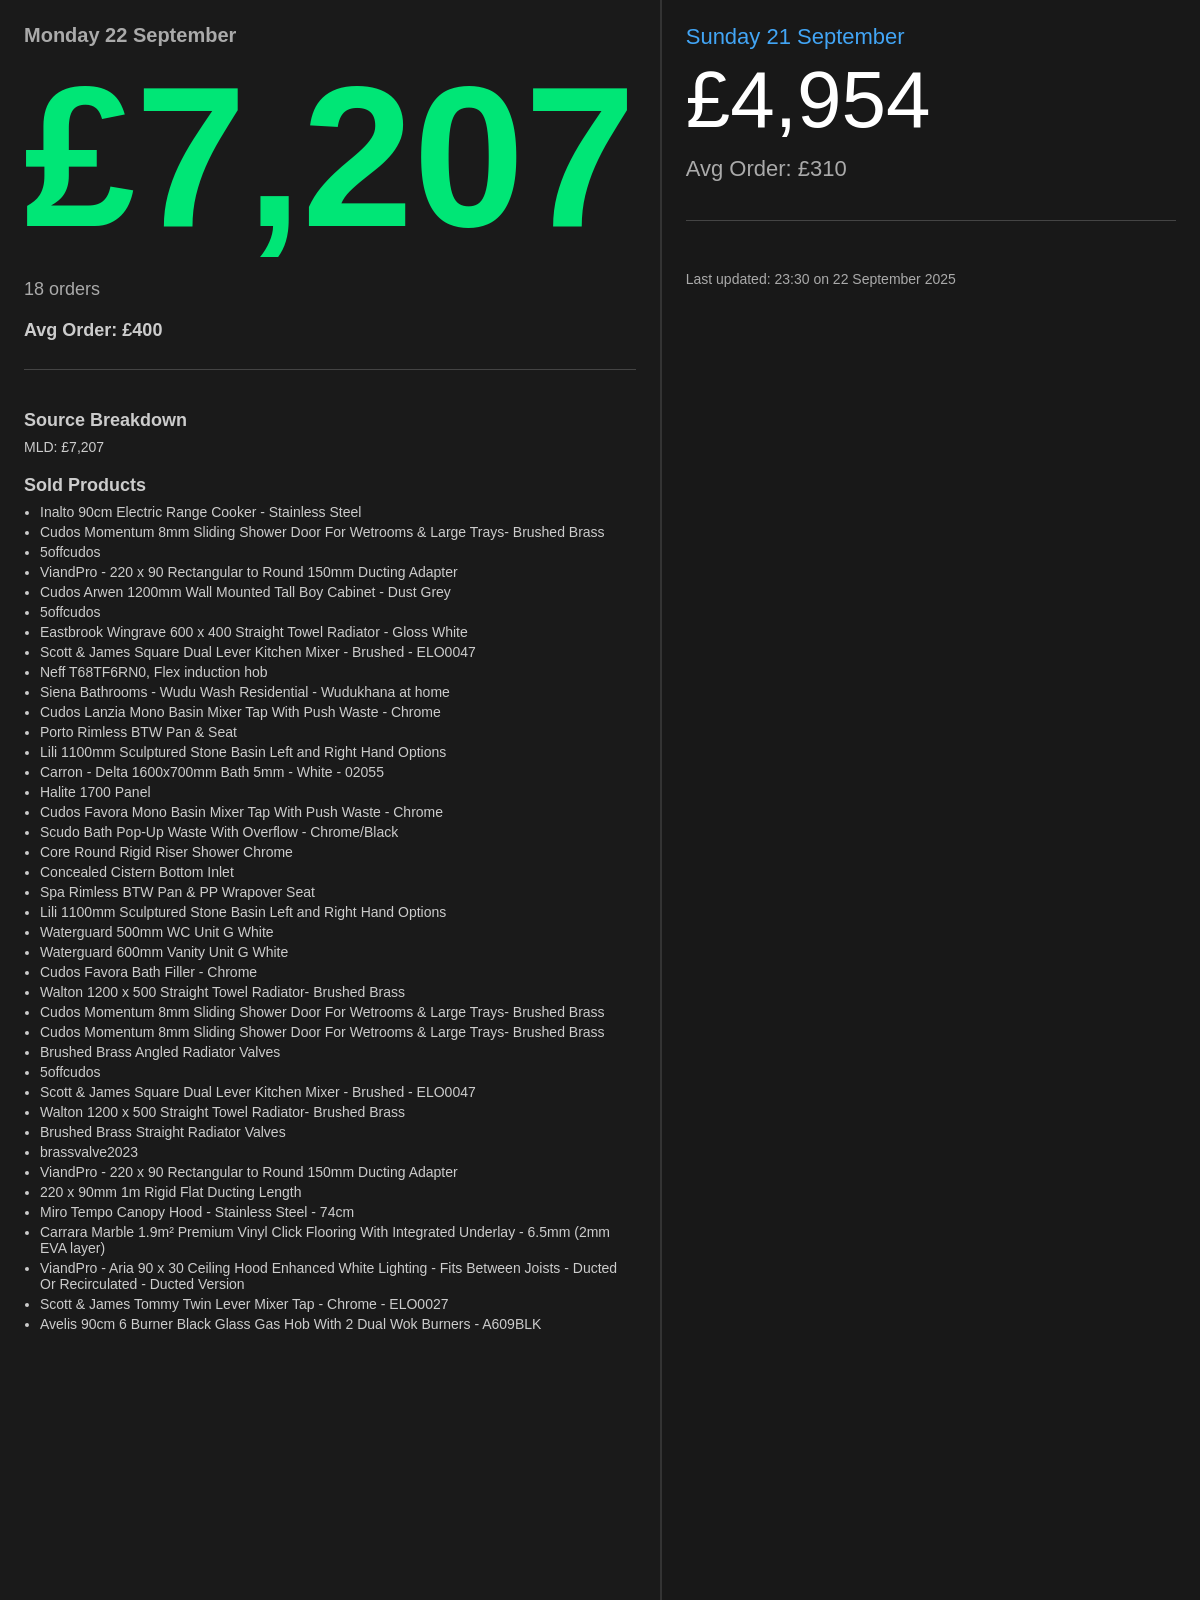 Monday 22 September
£7,207
18 orders
Avg Order: £400
Source Breakdown
MLD: £7,207
Sold Products
• Inalto 90cm Electric Range Cooker - Stainless Steel
• Cudos Momentum 8mm Sliding Shower Door For Wetrooms & Large Trays- Brushed Brass
• 5offcudos
• ViandPro - 220 x 90 Rectangular to Round 150mm Ducting Adapter
• Cudos Arwen 1200mm Wall Mounted Tall Boy Cabinet - Dust Grey
• 5offcudos
• Eastbrook Wingrave 600 x 400 Straight Towel Radiator - Gloss White
• Scott & James Square Dual Lever Kitchen Mixer - Brushed - ELO0047
• Neff T68TF6RN0, Flex induction hob
• Siena Bathrooms - Wudu Wash Residential - Wudukhana at home
• Cudos Lanzia Mono Basin Mixer Tap With Push Waste - Chrome
• Porto Rimless BTW Pan & Seat
• Lili 1100mm Sculptured Stone Basin Left and Right Hand Options
• Carron - Delta 1600x700mm Bath 5mm - White - 02055
• Halite 1700 Panel
• Cudos Favora Mono Basin Mixer Tap With Push Waste - Chrome
• Scudo Bath Pop-Up Waste With Overflow - Chrome/Black
• Core Round Rigid Riser Shower Chrome
• Concealed Cistern Bottom Inlet
• Spa Rimless BTW Pan & PP Wrapover Seat
• Lili 1100mm Sculptured Stone Basin Left and Right Hand Options
• Waterguard 500mm WC Unit G White
• Waterguard 600mm Vanity Unit G White
• Cudos Favora Bath Filler - Chrome
• Walton 1200 x 500 Straight Towel Radiator- Brushed Brass
• Cudos Momentum 8mm Sliding Shower Door For Wetrooms & Large Trays- Brushed Brass
• Cudos Momentum 8mm Sliding Shower Door For Wetrooms & Large Trays- Brushed Brass
• Brushed Brass Angled Radiator Valves
• 5offcudos
• Scott & James Square Dual Lever Kitchen Mixer - Brushed - ELO0047
• Walton 1200 x 500 Straight Towel Radiator- Brushed Brass
• Brushed Brass Straight Radiator Valves
• brassvalve2023
• ViandPro - 220 x 90 Rectangular to Round 150mm Ducting Adapter
• 220 x 90mm 1m Rigid Flat Ducting Length
• Miro Tempo Canopy Hood - Stainless Steel - 74cm
• Carrara Marble 1.9m² Premium Vinyl Click Flooring With Integrated Underlay - 6.5mm (2mm
EVA layer)
• ViandPro - Aria 90 x 30 Ceiling Hood Enhanced White Lighting - Fits Between Joists - Ducted
Or Recirculated - Ducted Version
• Scott & James Tommy Twin Lever Mixer Tap - Chrome - ELO0027
• Avelis 90cm 6 Burner Black Glass Gas Hob With 2 Dual Wok Burners - A609BLK
Sunday 21 September
£4,954
Avg Order: £310
Last updated: 23:30 on 22 September 2025